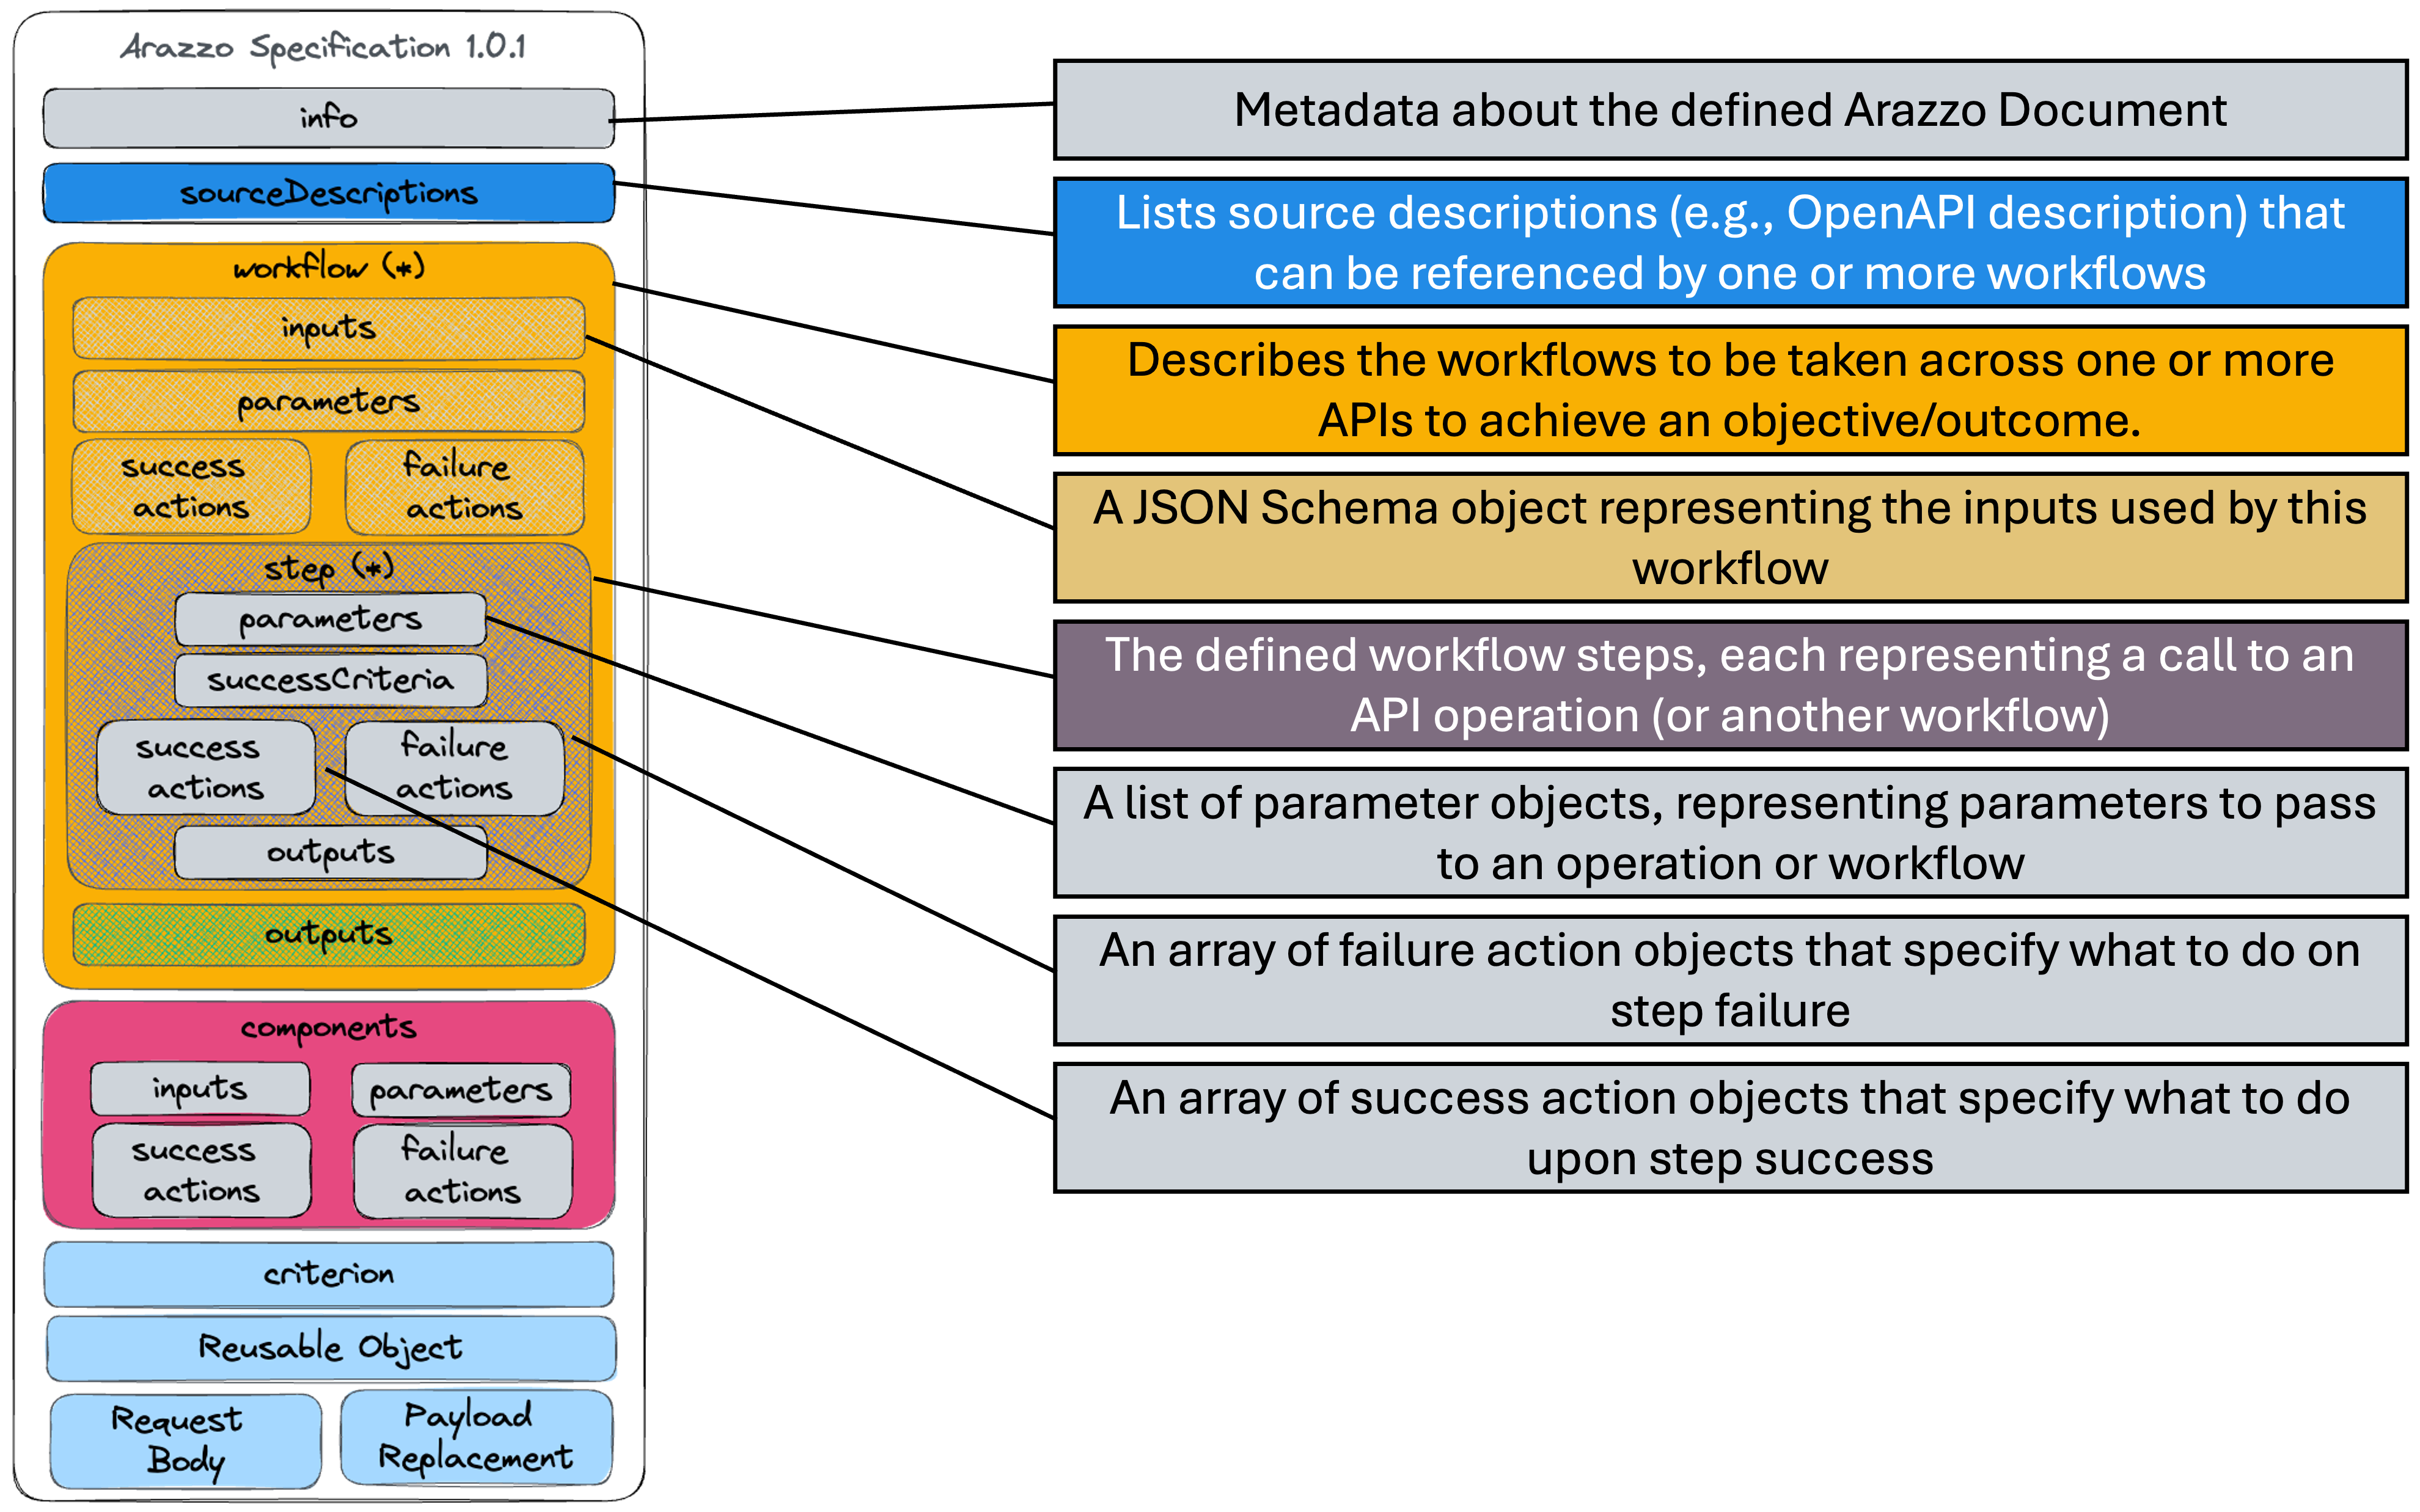 Arazzo Specification 1.0.1
info
sourceDescriptions
workflow (*)
inputs
parameters
success
actions
failure
actions
step (*)
parameters
successCriteria
success
actions
failure
actions
outputs
outputs
components
inputs
parameters
success
actions
failure
actions
criterion
Reusable Object
Request
Body
Payload
Replacement
Metadata about the defined Arazzo Document
Lists source descriptions (e.g., OpenAPI description) that
can be referenced by one or more workflows
Describes the workflows to be taken across one or more
APIs to achieve an objective/outcome.
A JSON Schema object representing the inputs used by this
workflow
The defined workflow steps, each representing a call to an
API operation (or another workflow)
A list of parameter objects, representing parameters to pass
to an operation or workflow
An array of failure action objects that specify what to do on
step failure
An array of success action objects that specify what to do
upon step success